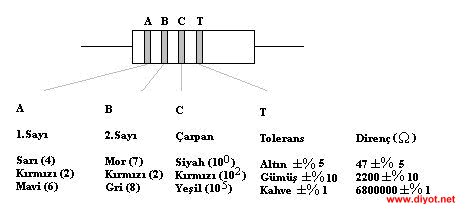 A B C T
A B C T
1.Sayı 2.Sayı Çarpan Tolerans Direnç (Ω)
Sarı (4) Mor (7) Siyah (10⁰) Altın ±% 5 47 ±% 5
Kırmızı (2) Kırmızı (2) Kırmızı (10²) Gümüş ±% 10 2200 ±% 10
Mavi (6) Gri (8) Yeşil (10⁵) Kahve ±% 1 6800000 ±% 1
www.diyot.net